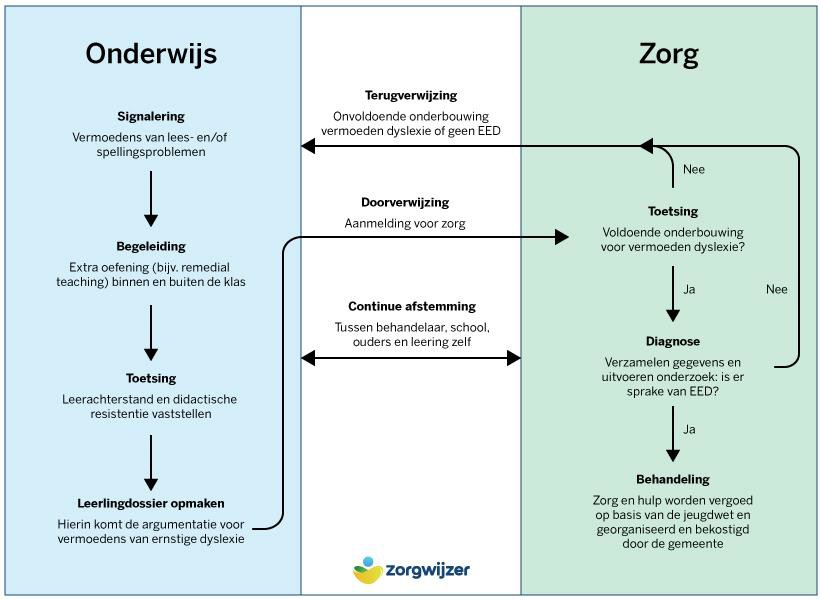 Onderwijs
Signalering
Vermoedens van lees- en/of
spellingsproblemen
Begeleiding
Extra oefening (bijv. remedial
teaching) binnen en buiten de klas
Toetsing
Leerachterstand en didactische
resistentie vaststellen
Leerlingdossier opmaken
Hierin komt de argumentatie voor
vermoedens van ernstige dyslexie
Terugverwijzing
Onvoldoende onderbouwing
vermoeden dyslexie of geen EED
Doorverwijzing
Aanmelding voor zorg
Continue afstemming
Tussen behandelaar, school,
ouders en leering zelf
zorgwijzer
Zorg
Nee
Toetsing
Voldoende onderbouwing
voor vermoeden dyslexie?
Ja
Nee
Diagnose
Verzamelen gegevens en
uitvoeren onderzoek: is er
sprake van EED?
Ja
Behandeling
Zorg en hulp worden vergoed
op basis van de jeugdwet en
georganiseerd en bekostigd
door de gemeente